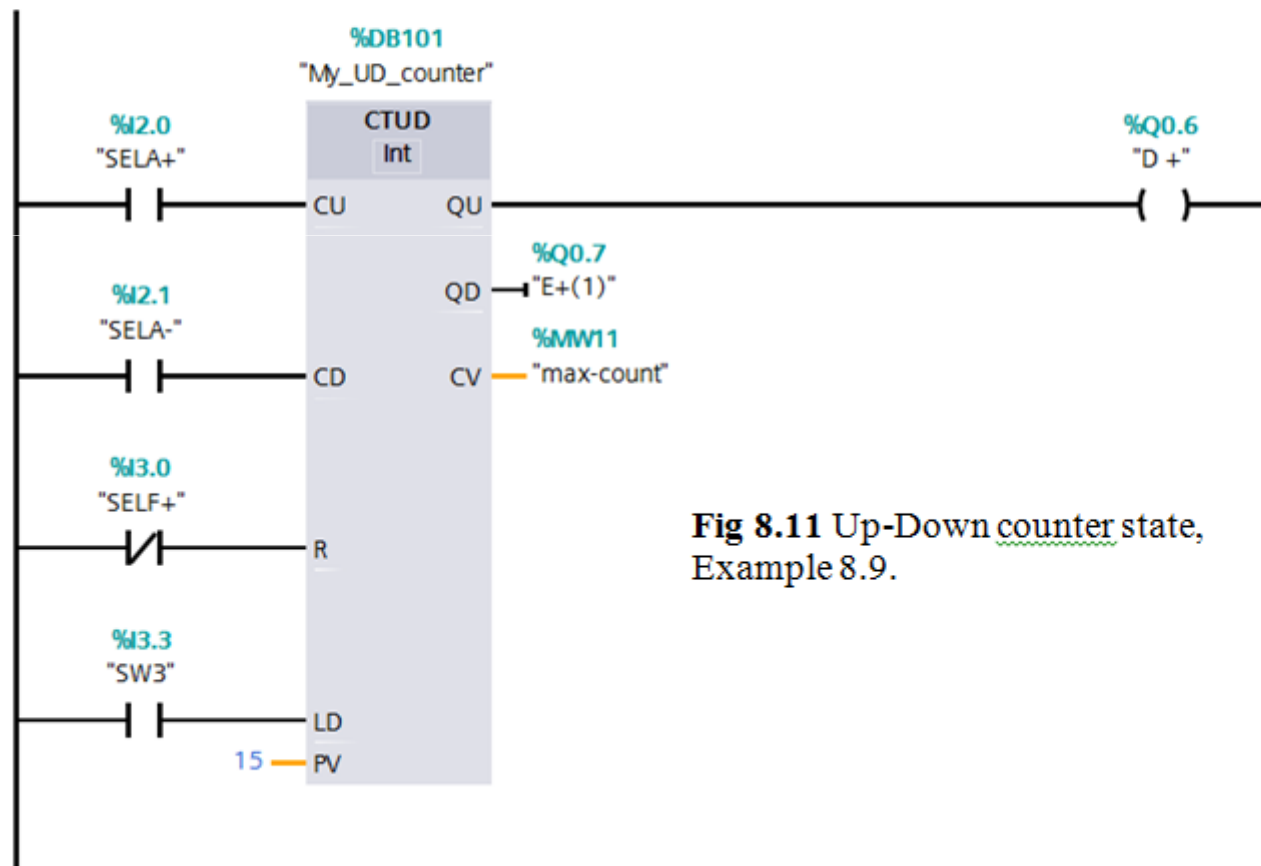 %DB101
"My_UD_counter"
CTUD
Int
%I2.0
"SELA+"
CU
QU
%Q0.6
"D +"
QD
%Q0.7
"E+(1)"
%I2.1
"SELA-"
CD
CV
%MW11
"max-count"
%I3.0
"SELF+"
R
%I3.3
"SW3"
LD
15
PV
Fig 8.11 Up-Down counter state,
Example 8.9.